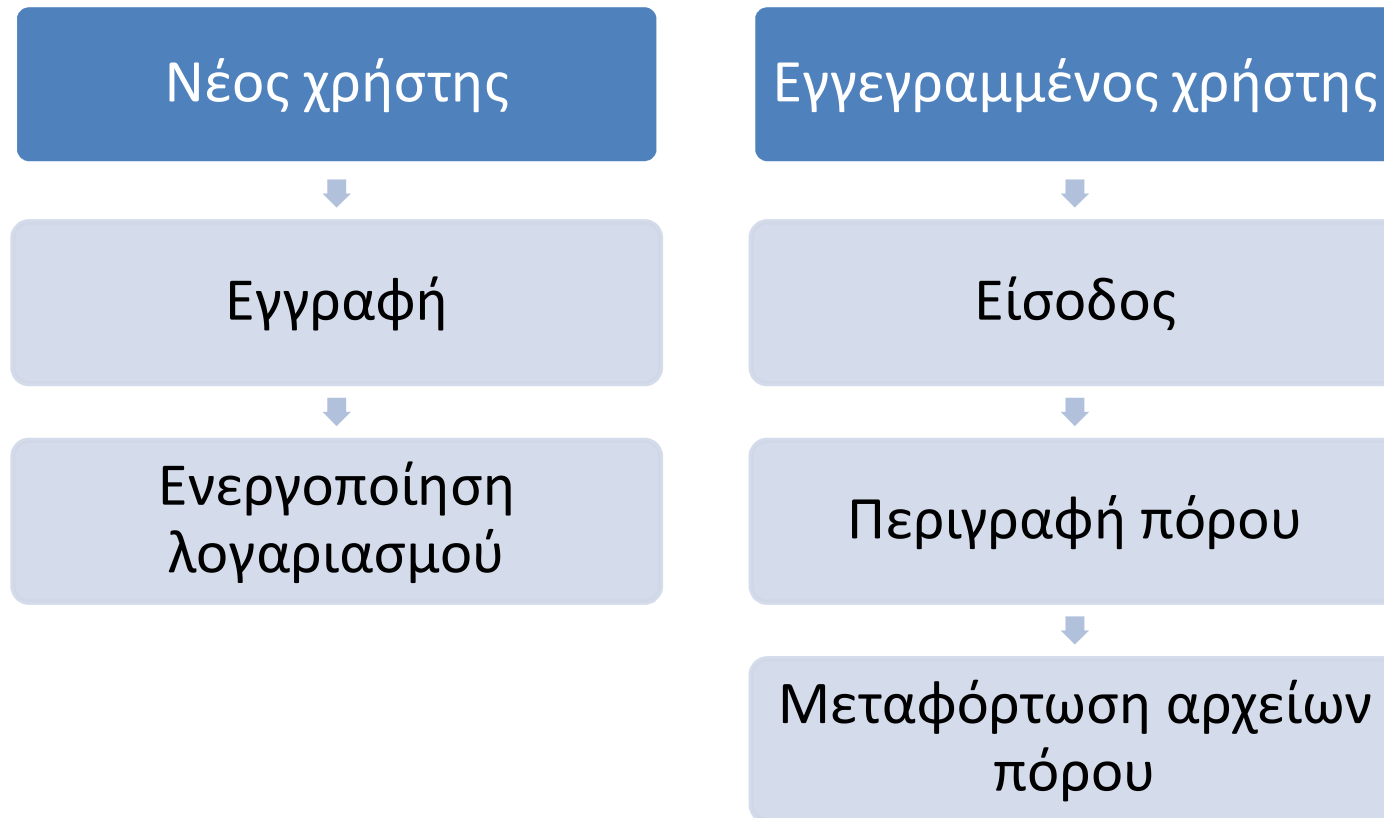 Νέος χρήστης
Εγγραφή
Ενεργοποίηση
λογαριασμού
Εγγεγραμμένος χρήστης
Είσοδος
Περιγραφή πόρου
Μεταφόρτωση αρχείων
πόρου